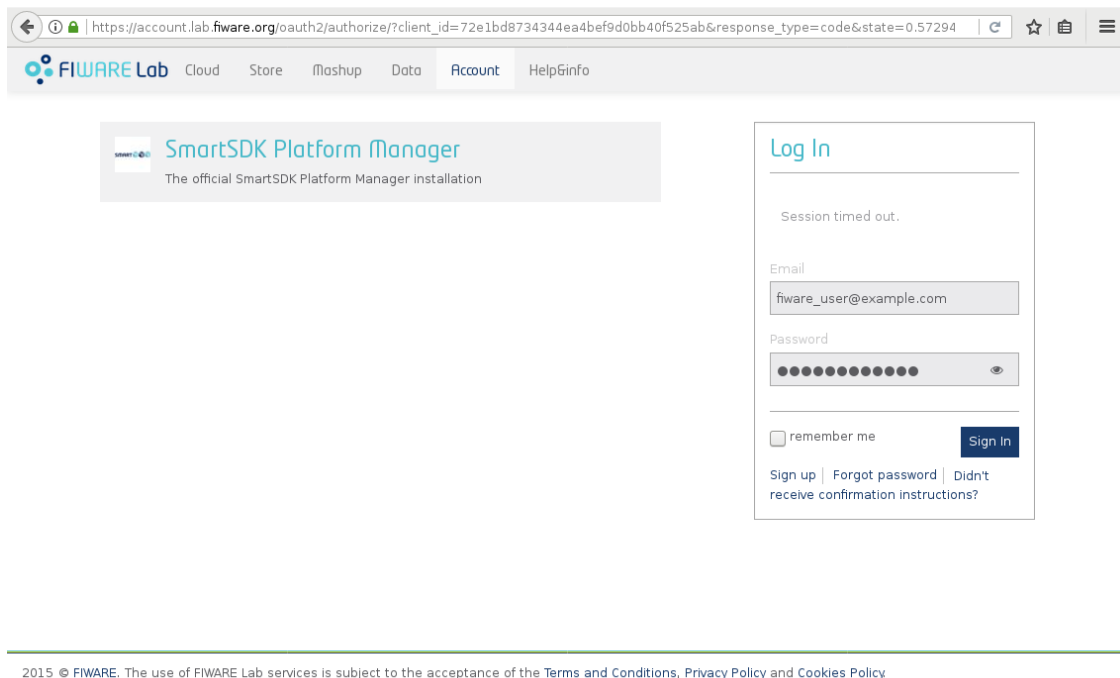 https://account.lab.fiware.org/oauth2/authorize/?client_id=72e1bd8734344ea4bef9d0bb40f525ab&response_type=code&state=0.57294
FIWARE Lab Cloud Store Mashup Data Account Help&info
SmartSDK Platform Manager
The official SmartSDK Platform Manager installation
Log In
Session timed out.
Email
fiware_user@example.com
Password
remember me
Sign In
Sign up Forgot password Didn't
receive confirmation instructions?
2015 © FIWARE. The use of FIWARE Lab services is subject to the acceptance of the Terms and Conditions, Privacy Policy and Cookies Policy.